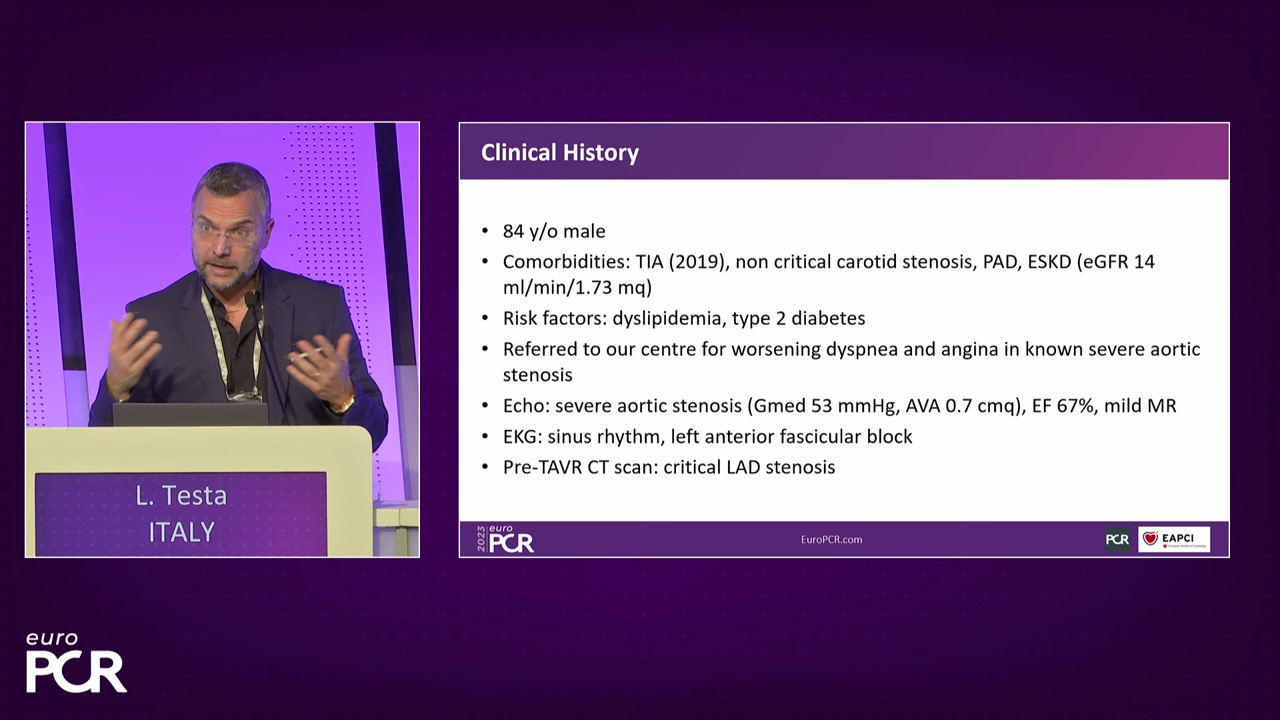 L. Testa
ITALY
Clinical History
• 84 y/o male
• Comorbidities: TIA (2019), non critical carotid stenosis, PAD, ESKD (eGFR 14
ml/min/1.73 mq)
• Risk factors: dyslipidemia, type 2 diabetes
• Referred to our centre for worsening dyspnea and angina in known severe aortic
stenosis
• Echo: severe aortic stenosis (Gmed 53 mmHg, AVA 0.7 cmq), EF 67%, mild MR
• EKG: sinus rhythm, left anterior fascicular block
• Pre-TAVR CT scan: critical LAD stenosis
2023 euro PCR
EuroPCR.com
PCR
EAPCI
euro
PCR